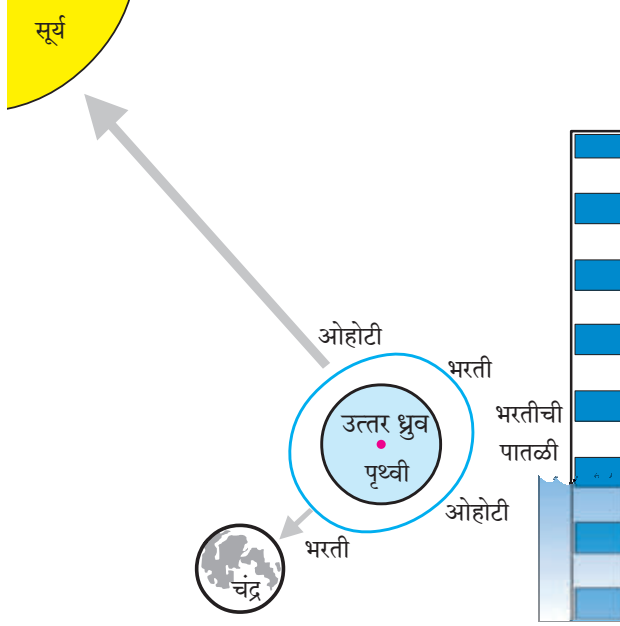 सूर्य
ओहोटी
भरती
भरतीची
पातळी
उत्तर ध्रुव
पृथ्वी
ओहोटी
भरती
चंद्र